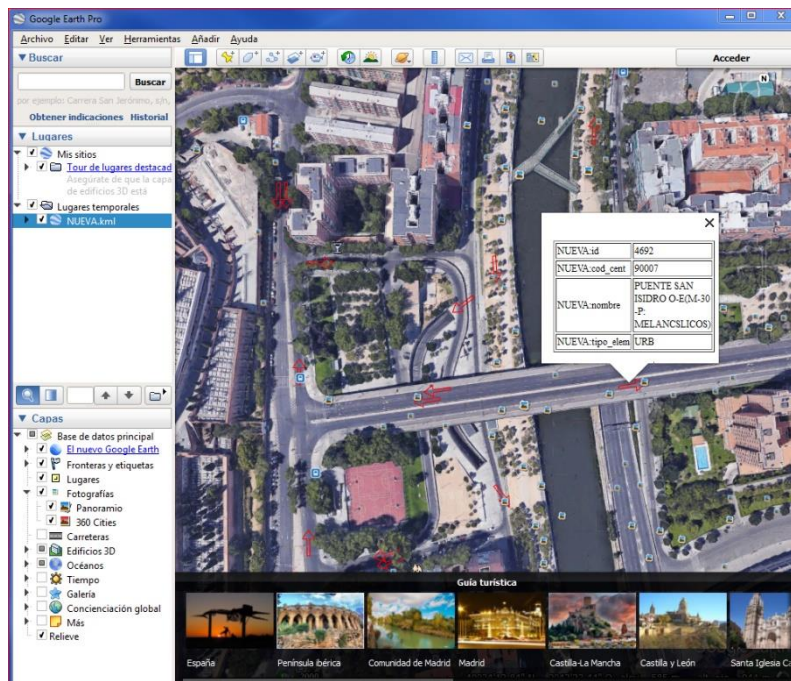 Google Earth Pro
Archivo Editar Ver Herramientas Añadir Ayuda
▼ Buscar
Buscar
por ejemplo: Carrera San Jerónimo, s/n,
Obtener indicaciones Historial
▼ Lugares
Mis sitios
Tour de lugares destacad
Asegúrate de que la capa
de edificios 3D está
Lugares temporales
NUEVA.kml
▼ Capas
Base de datos principal
El nuevo Google Earth
Fronteras y etiquetas
Lugares
Fotografías
Panoramio
360 Cities
Carreteras
Edificios 3D
Océanos
Tiempo
Galería
Concienciación global
Más
Relieve
Acceder
N
NUEVA:id 4692
NUEVA:cod_cent 90007
NUEVA:nombre PUENTE SAN
ISIDRO O-E(M-30
-P:
MELANCSLICOS)
NUEVA:tipo_elem URB
Guía turística
España Península ibérica Comunidad de Madrid Madrid Castilla-La Mancha Castilla y León Santa Iglesia Ca